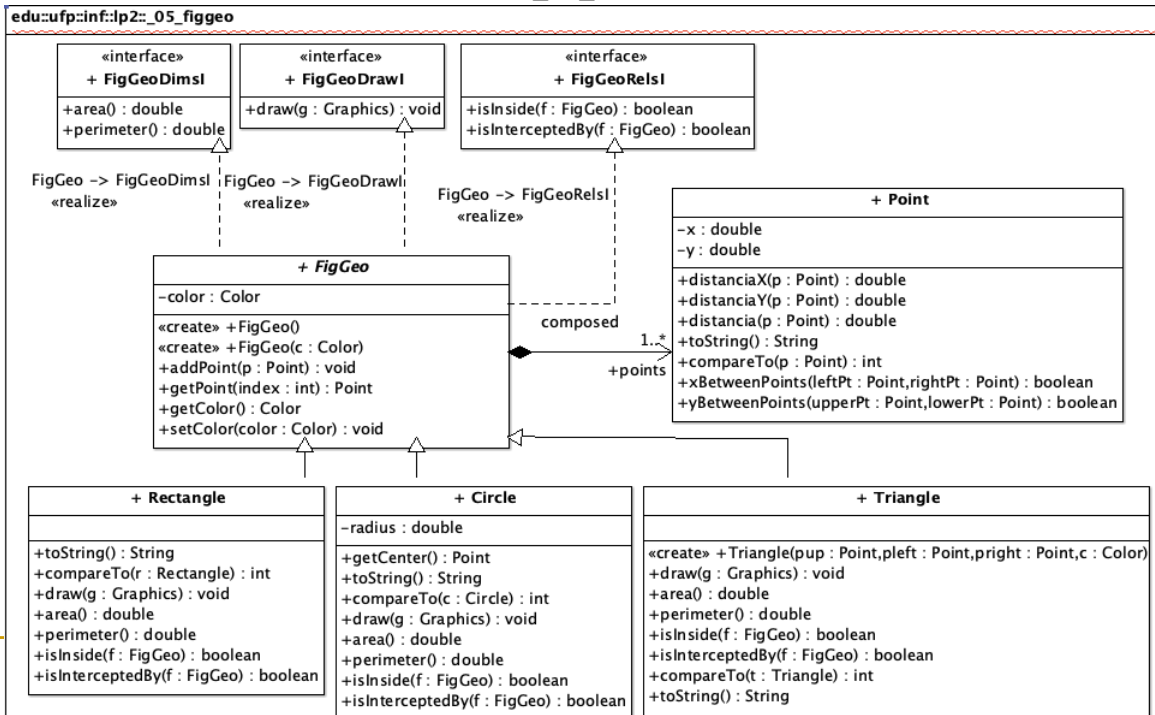 edu::ufp::inf::lp2::_05_figgeo
«interface»
+ FigGeoDimsI
+area() : double
+perimeter() : double
«interface»
+ FigGeoDrawI
+draw(g : Graphics) : void
«interface»
+ FigGeoRelsI
+isInside(f : FigGeo) : boolean
+isInterceptedBy(f : FigGeo) : boolean
FigGeo -> FigGeoDimsI
«realize»
FigGeo -> FigGeoDrawI
«realize»
FigGeo -> FigGeoRelsI
«realize»
+ Point
-x : double
-y : double
+distanciaX(p : Point) : double
+distanciaY(p : Point) : double
+distancia(p : Point) : double
+toString() : String
+compareTo(p : Point) : int
+xBetweenPoints(leftPt : Point,rightPt : Point) : boolean
+yBetweenPoints(upperPt : Point,lowerPt : Point) : boolean
+ FigGeo
-color : Color
«create» +FigGeo()
«create» +FigGeo(c : Color)
+addPoint(p : Point) : void
+getPoint(index : int) : Point
+getColor() : Color
+setColor(color : Color) : void
composed
1..*
+points
+ Rectangle
+toString() : String
+compareTo(r : Rectangle) : int
+draw(g : Graphics) : void
+area() : double
+perimeter() : double
+isInside(f : FigGeo) : boolean
+isInterceptedBy(f : FigGeo) : boolean
+ Circle
-radius : double
+getCenter() : Point
+toString() : String
+compareTo(c : Circle) : int
+draw(g : Graphics) : void
+area() : double
+perimeter() : double
+isInside(f : FigGeo) : boolean
+isInterceptedBy(f : FigGeo) : boolean
+ Triangle
«create» +Triangle(pup : Point,pleft : Point,pright : Point,c : Color)
+draw(g : Graphics) : void
+area() : double
+perimeter() : double
+isInside(f : FigGeo) : boolean
+isInterceptedBy(f : FigGeo) : boolean
+compareTo(t : Triangle) : int
+toString() : String